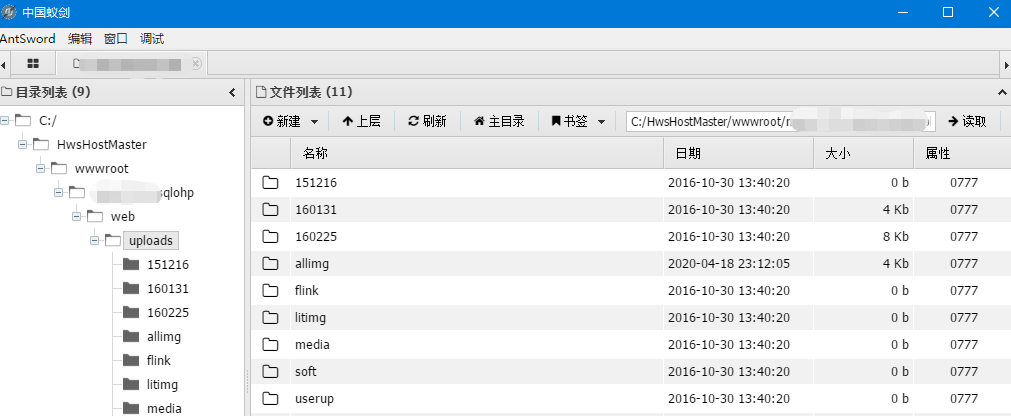 中国蚁剑
AntSword 编辑 窗口 调试
目录列表 (9)
文件列表 (11)
新建 上层 刷新 主目录 书签 C:/HwsHostMaster/wwwroot/ 读取
C:/
HwsHostMaster
wwwroot
sqlohp
web
uploads
151216
160131
160225
allimg
flink
litimg
media
名称 日期 大小 属性
151216 2016-10-30 13:40:20 0 b 0777
160131 2016-10-30 13:40:20 4 Kb 0777
160225 2016-10-30 13:40:20 8 Kb 0777
allimg 2020-04-18 23:12:05 4 Kb 0777
flink 2016-10-30 13:40:20 0 b 0777
litimg 2016-10-30 13:40:20 0 b 0777
media 2016-10-30 13:40:20 0 b 0777
soft 2016-10-30 13:40:20 0 b 0777
userup 2016-10-30 13:40:20 0 b 0777